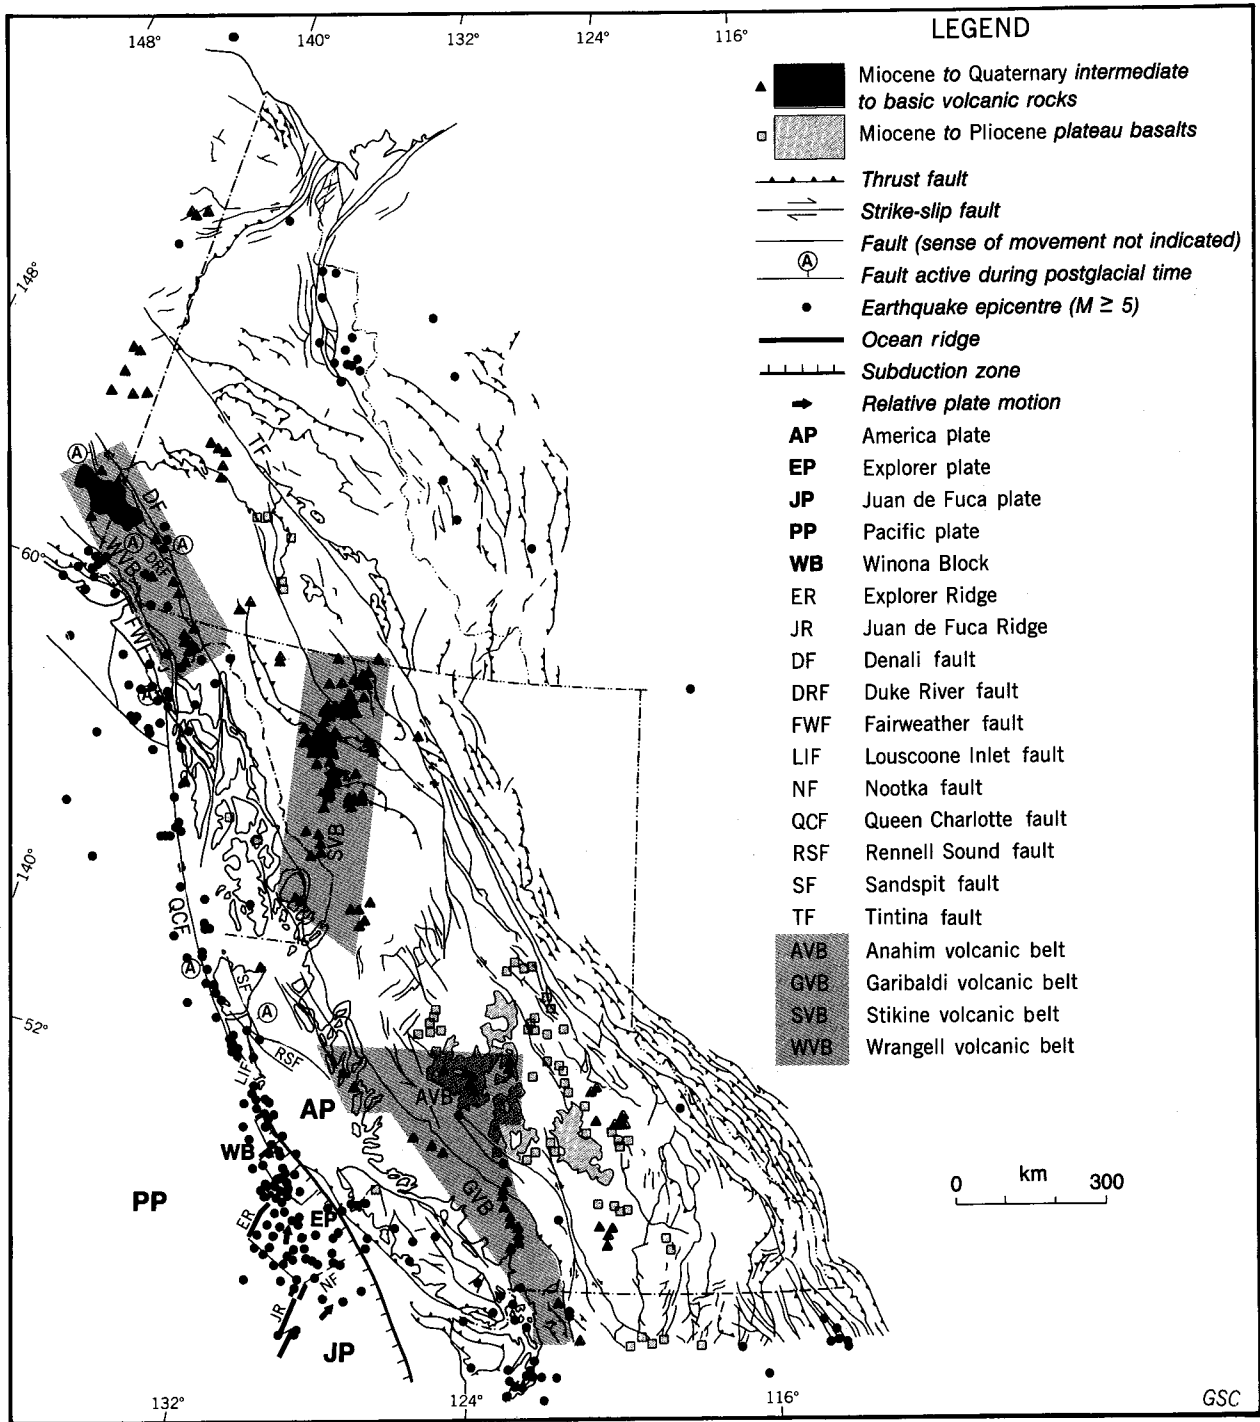 148°
140°
132°
124°
116°
LEGEND
Miocene to Quaternary intermediate
to basic volcanic rocks
Miocene to Pliocene plateau basalts
Thrust fault
Strike-slip fault
Fault (sense of movement not indicated)
A
Fault active during postglacial time
Earthquake epicentre (M ≥ 5)
Ocean ridge
Subduction zone
Relative plate motion
AP America plate
EP Explorer plate
JP Juan de Fuca plate
PP Pacific plate
WB Winona Block
ER Explorer Ridge
JR Juan de Fuca Ridge
DF Denali fault
DRF Duke River fault
FWF Fairweather fault
LIF Louscoone Inlet fault
NF Nootka fault
QCF Queen Charlotte fault
RSF Rennell Sound fault
SF Sandspit fault
TF Tintina fault
AVB Anahim volcanic belt
GVB Garibaldi volcanic belt
SVB Stikine volcanic belt
WVB Wrangell volcanic belt
km
0 300
148°
TF
A
DF
WVB
A
A
DRF
60°
FWF
A
SVB
140°
QCF
A
SF
A
52°
RSF
LIF
AVB
AP
WB
PP
GVB
ER
EP
NF
JR
JP
132°
124°
116°
GSC